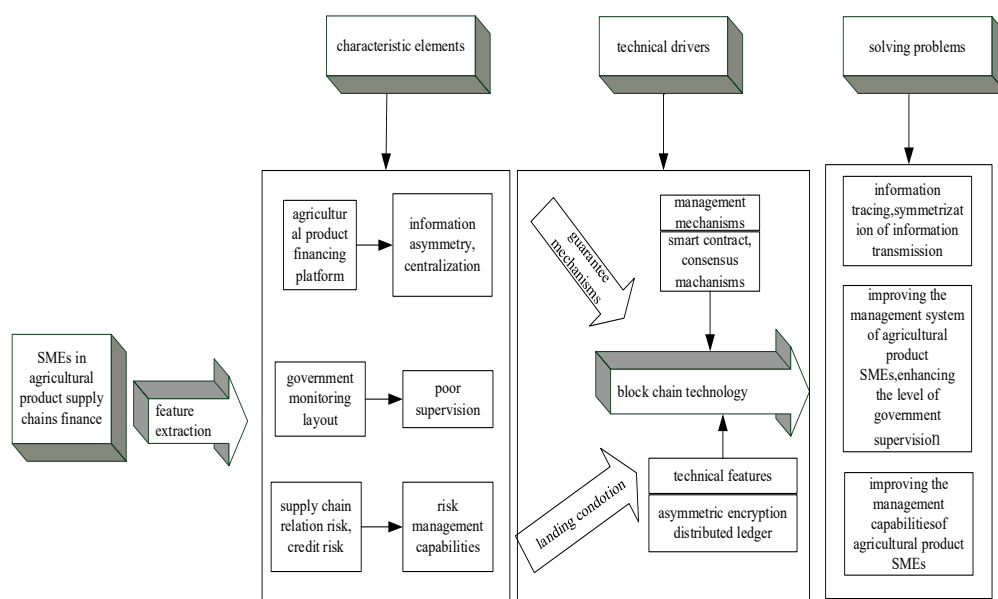 characteristic elements
technical drivers
solving problems
SMEs in
agricultural
product supply
chains finance
feature
extraction
agricultur
al product
financing
platform
information
asymmetry,
centralization
government
monitoring
layout
poor
supervision
supply chain
relation risk,
credit risk
risk
management
capabilities
guarantee
mechanisms
management
mechanisms
smart contract,
consensus
machanisms
block chain technology
technical features
asymmetric encryption
distributed ledger
landing condotion
information
tracing,symmetrizat
ion of information
transmission
improving the
management system
of agricultural
product
SMEs,enhancing
the level of
government
supervision
improving the
management
capabilitiesof
agricultural product
SMEs